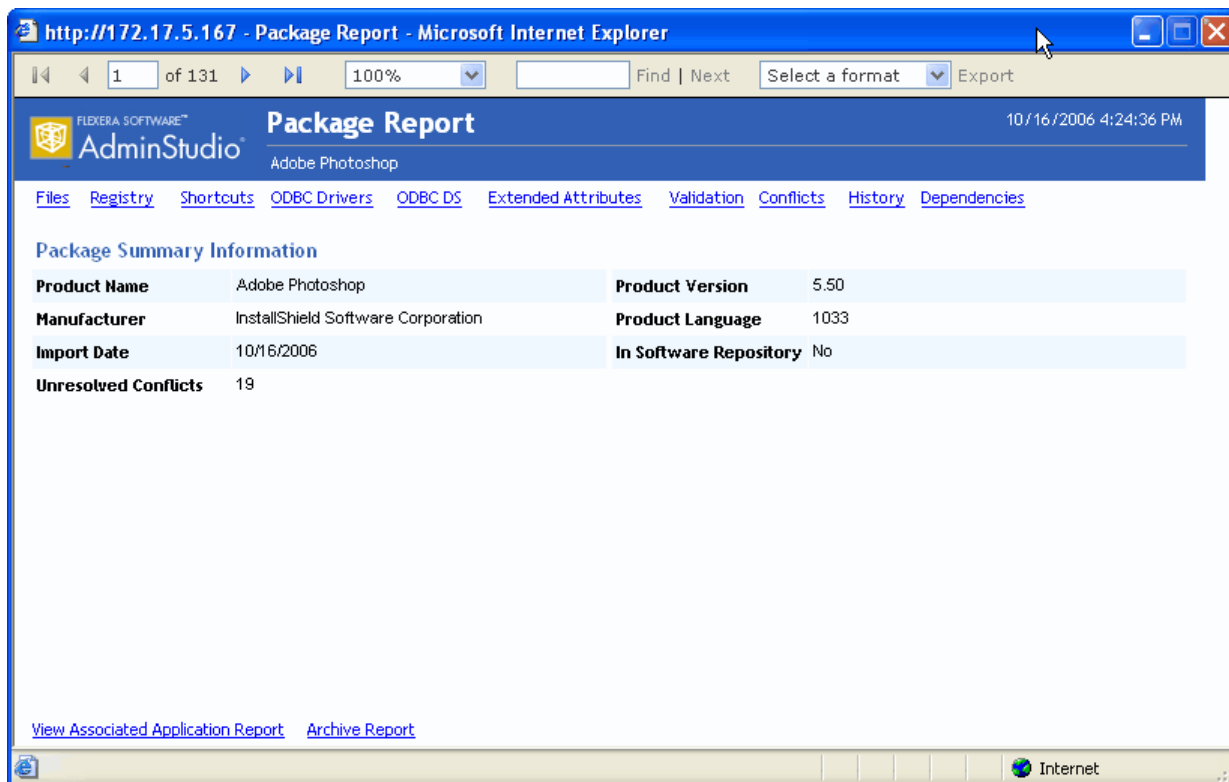 http://172.17.5.167 - Package Report - Microsoft Internet Explorer
1 of 131 100% Find | Next Select a format Export
FLEXERA SOFTWARE™
AdminStudio®
Package Report
10/16/2006 4:24:36 PM
Adobe Photoshop
Files Registry Shortcuts ODBC Drivers ODBC DS Extended Attributes Validation Conflicts History Dependencies
Package Summary Information
Product Name Adobe Photoshop Product Version 5.50
Manufacturer InstallShield Software Corporation Product Language 1033
Import Date 10/16/2006 In Software Repository No
Unresolved Conflicts 19
View Associated Application Report Archive Report
Internet